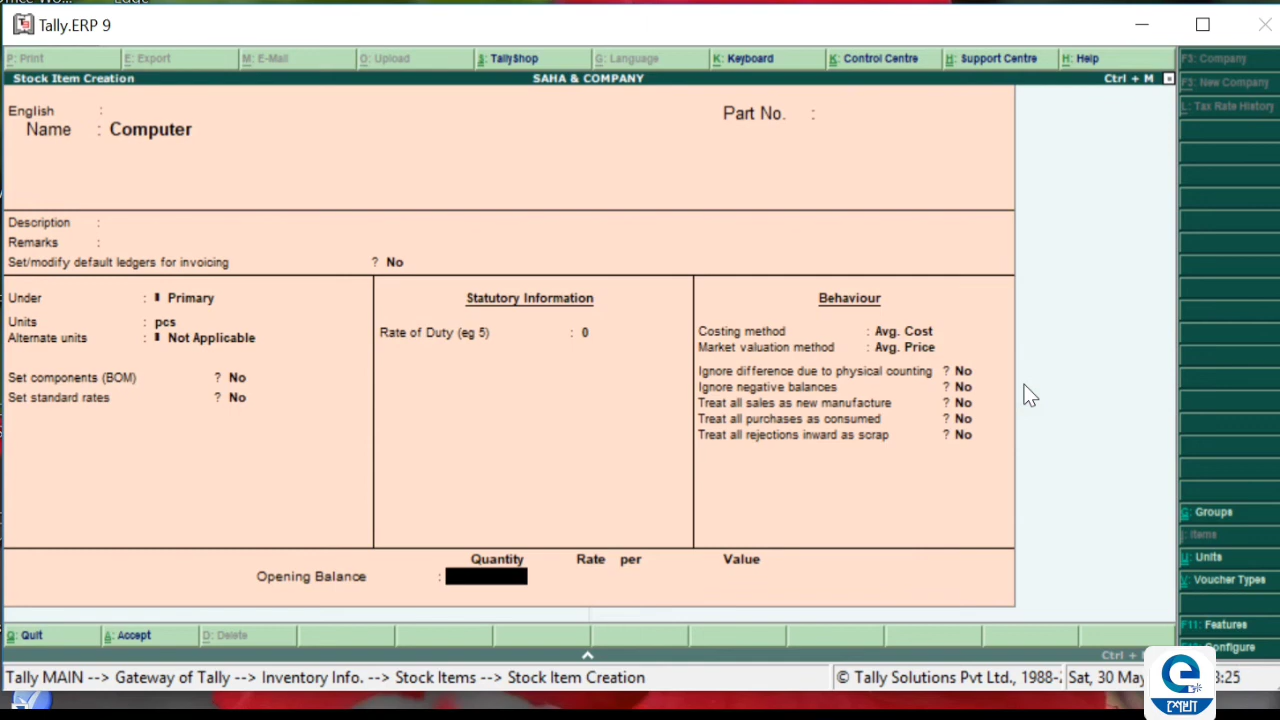 Tally.ERP 9
P: Print E: Export M: E-Mail O: Upload S: TallyShop G: Language K: Keyboard K: Control Centre H: Support Centre H: Help
F3: Company
Stock Item Creation SAHA & COMPANY Ctrl + M
F3: New Company
L: Tax Rate History
English :
Name : Computer
Part No. :
Description :
Remarks :
Set/modify default ledgers for invoicing ? No
Under : Primary
Units : pcs
Alternate units : Not Applicable
Set components (BOM) ? No
Set standard rates ? No
Statutory Information
Rate of Duty (eg 5) : 0
Behaviour
Costing method : Avg. Cost
Market valuation method : Avg. Price
Ignore difference due to physical counting ? No
Ignore negative balances ? No
Treat all sales as new manufacture ? No
Treat all purchases as consumed ? No
Treat all rejections inward as scrap ? No
Quantity Rate per Value
Opening Balance :
G: Groups
I: Items
U: Units
V: Voucher Types
F11: Features
Configure
Q: Quit A: Accept D: Delete
Ctrl +
Tally MAIN --> Gateway of Tally --> Inventory Info. --> Stock Items --> Stock Item Creation
© Tally Solutions Pvt Ltd., 1988- Sat, 30 May :25